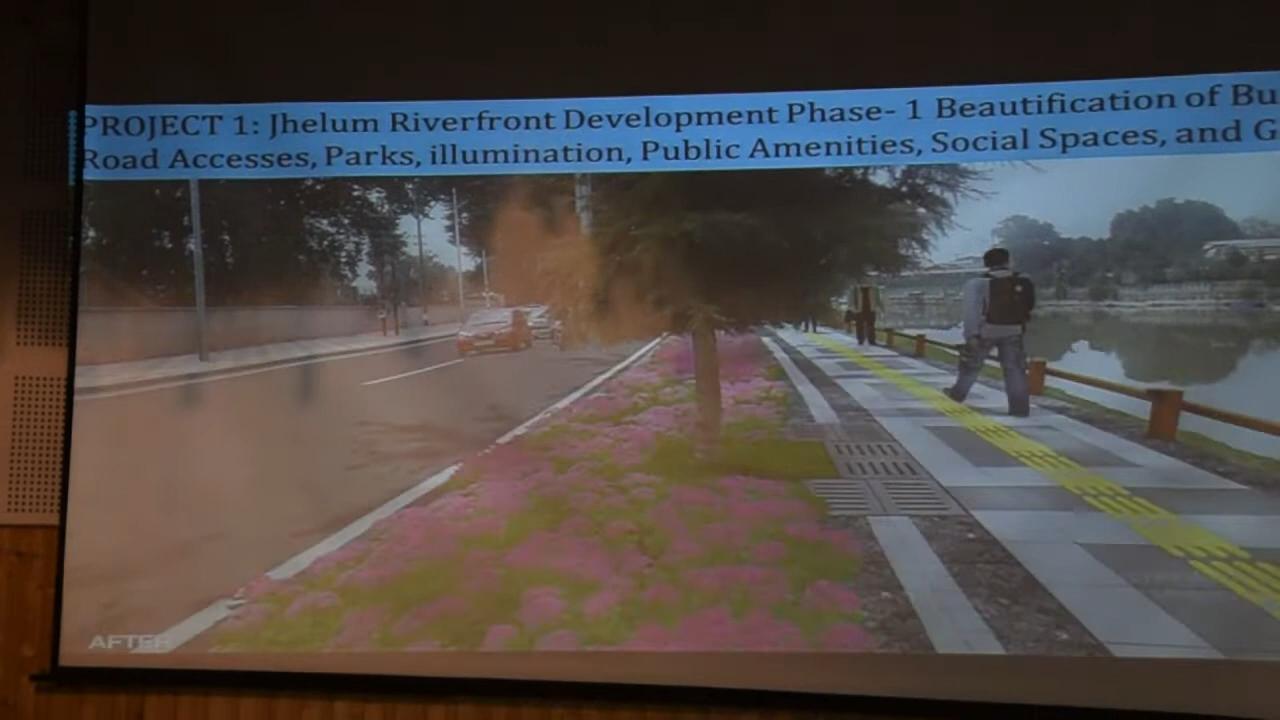 PROJECT 1: Jhelum Riverfront Development Phase- 1 Beautification of
Road Accesses, Parks, illumination, Public Amenities, Social Spaces, and
AFTER